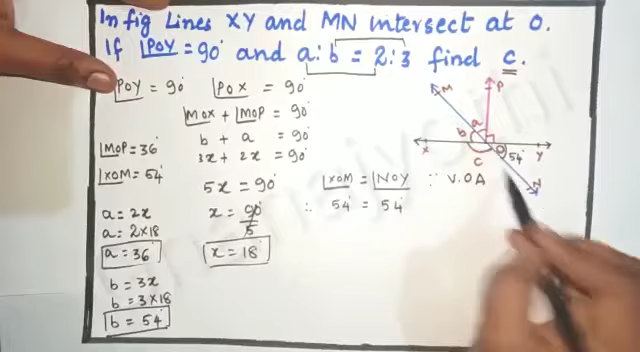 In fig Lines XY and MN intersect at O.
If ∠POY = 90° and a : b = 2 : 3 find c.
∠POY = 90°
∠POX = 90°
∠MOX + ∠MOP = 90°
b + a = 90°
3x + 2x = 90°
5x = 90°
x = 90°/5
x = 18°
∠MOP = 36°
∠XOM = 54°
a = 2x
a = 2×18
a = 36°
b = 3x
b = 3×18
b = 54°
∠XOM = ∠NOY ∵ V.O.A
∴ 54° = 54°
M
P
a
b
X
O
54°
Y
c
N